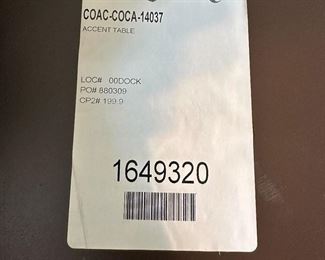 COAC-COCA-14037
ACCENT TABLE
LOC# 00DOCK
PO# 880309
CP2# 199.9
1649320